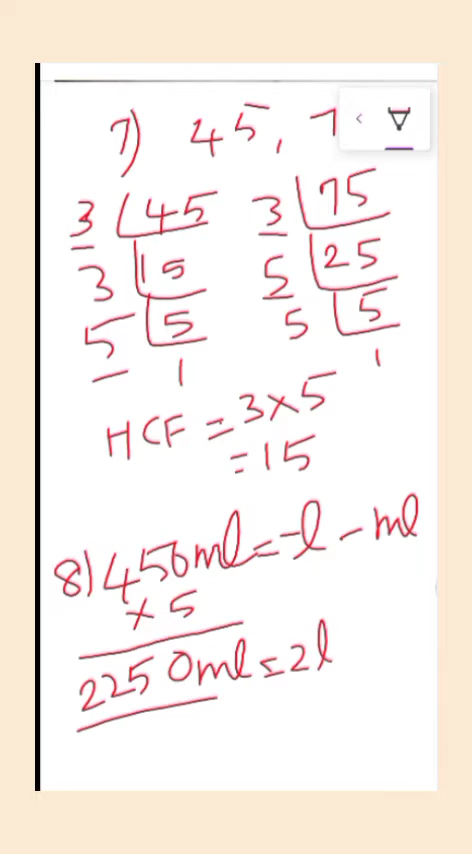 7) 45, 7
3 45 3 75
3 15 5 25
5 5 5 5
1 1
HCF = 3×5
= 15
8) 450ml = -l - ml
× 5
2250ml = 2l